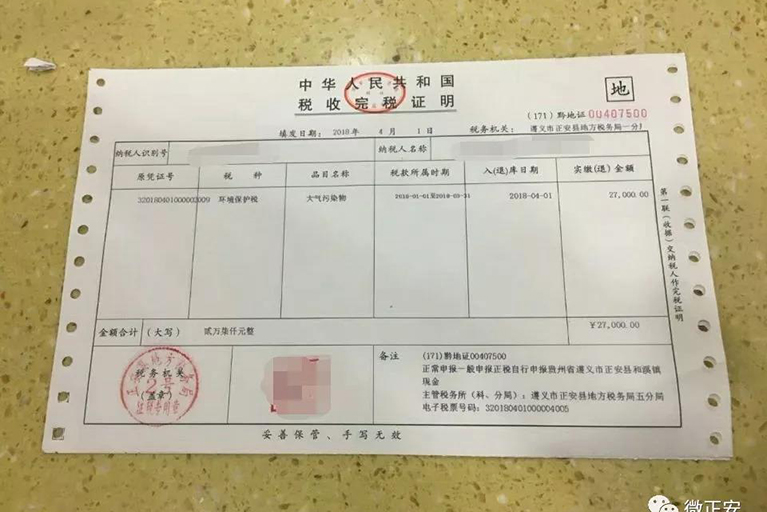 中华人民共和国
税收完税证明
地
(171) 黔地证00407500
填发日期: 2018年 4月 1日 税务机关: 遵义市正安县地方税务局一分局
纳税人识别号 纳税人名称
原凭证号 税 种 品目名称 税款所属时期 入(退)库日期 实缴(退)金额
320180401000002009 环境保护税 大气污染物 2018-01-01至2018-03-31 2018-04-01 27,000.00
金额合计 (大写) 贰万柒仟元整 ¥27,000.00
税务机关
(盖章)
2号
征税专用章
备注
(171)黔地证00407500
正常申报一般申报正税自行申报贵州省遵义市正安县和溪镇
现金
主管税务所(科、分局): 遵义市正安县地方税务局五分局
电子税票号码: 320180401000004005
第一联(收据)交纳税人作完税证明
妥善保管、手写无效
微正安